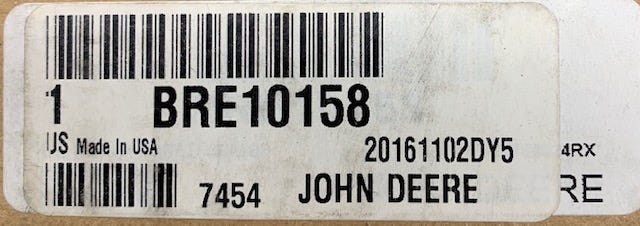 1 BRE10158
US Made In USA
20161102DY5
7454 JOHN DEERE
4RX
RE